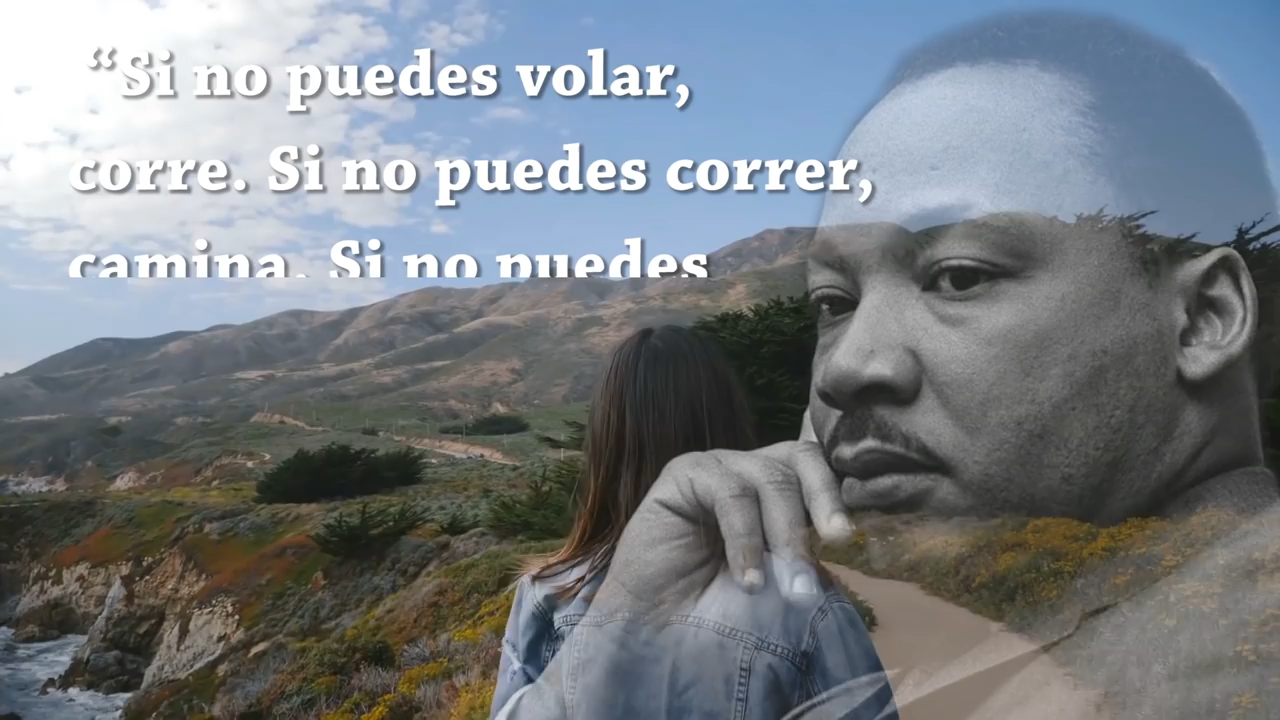 “Si no puedes volar,
corre. Si no puedes correr,
camina. Si no puedes